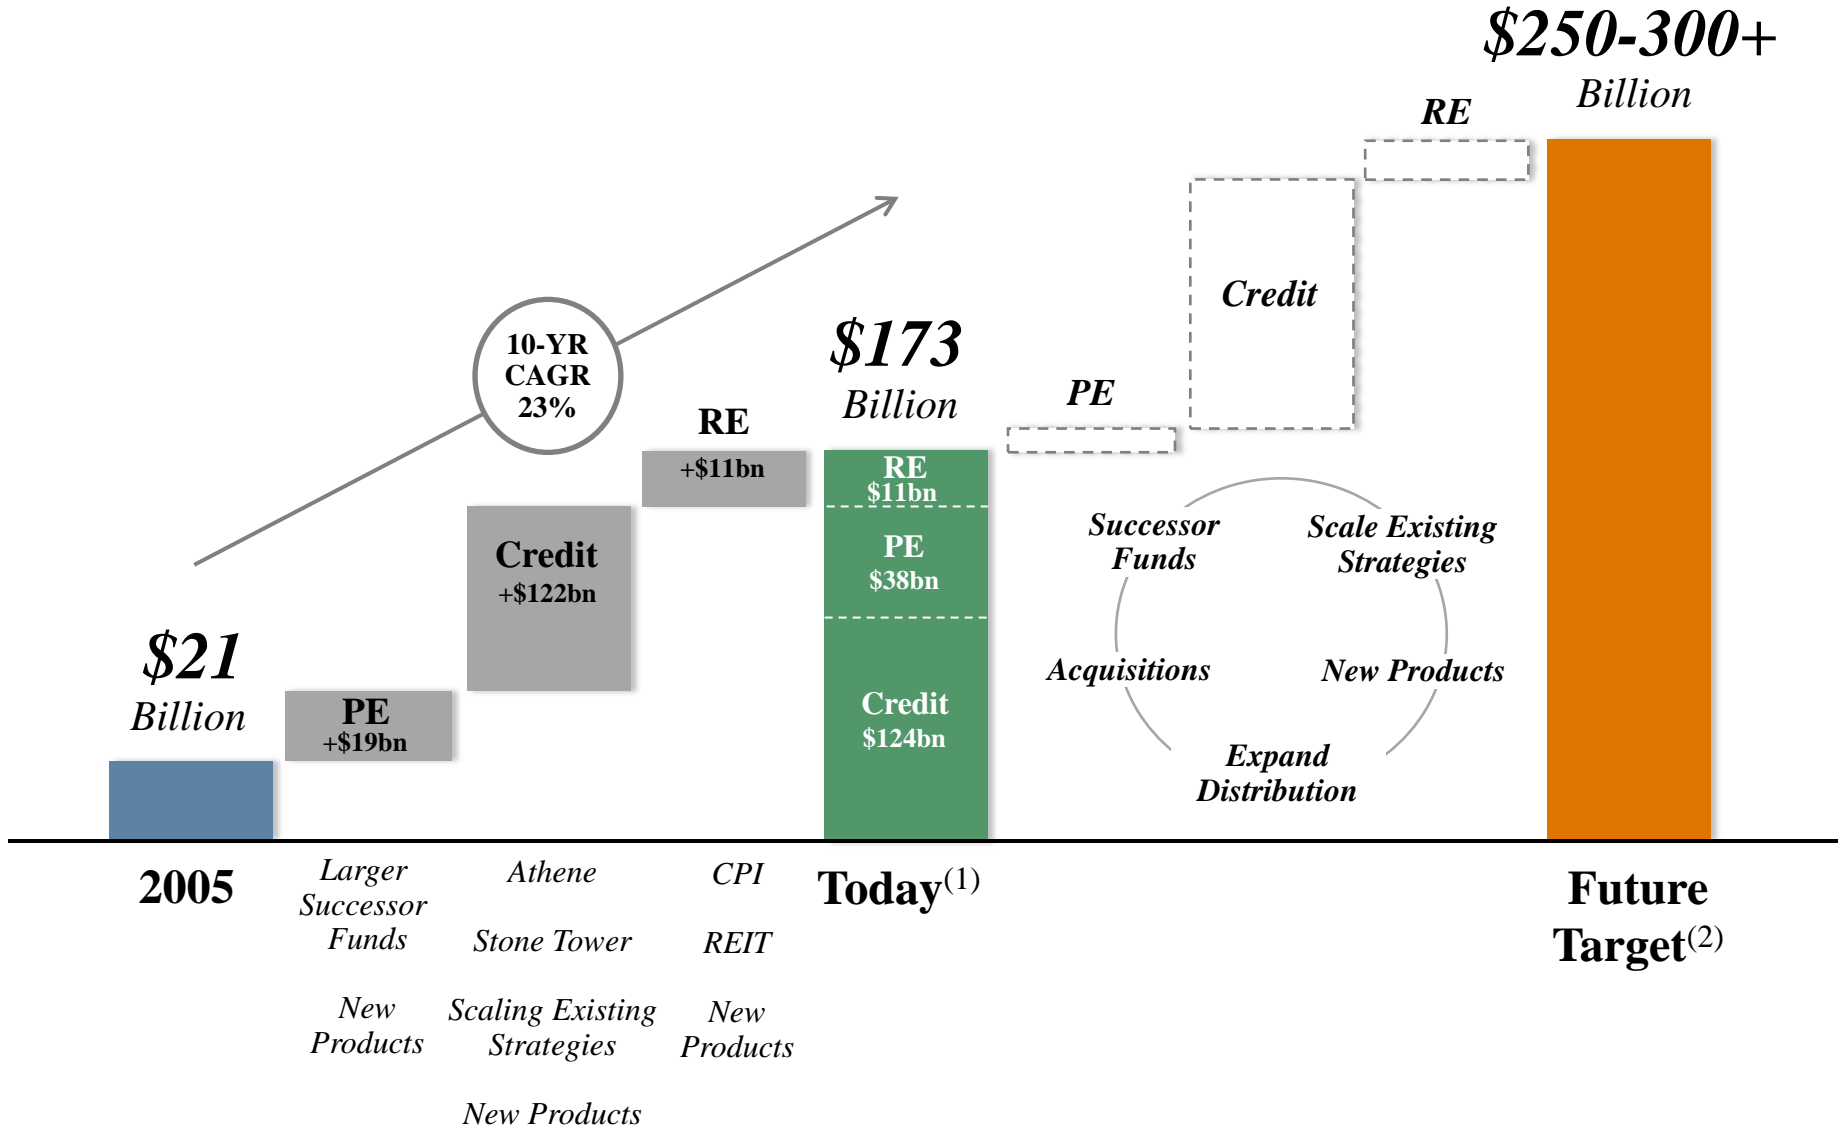 $250-300+
Billion
RE
Credit
10-YR
CAGR
23%
$173
Billion
PE
RE
+$11bn
RE
$11bn
Credit
+$122bn
PE
$38bn
Successor
Funds
Scale Existing
Strategies
$21
Billion
PE
+$19bn
Credit
$124bn
Acquisitions
New Products
Expand
Distribution
2005
Larger
Successor
Funds
New
Products
Athene
Stone Tower
Scaling Existing
Strategies
New Products
CPI
REIT
New
Products
Today(1)
Future
Target(2)